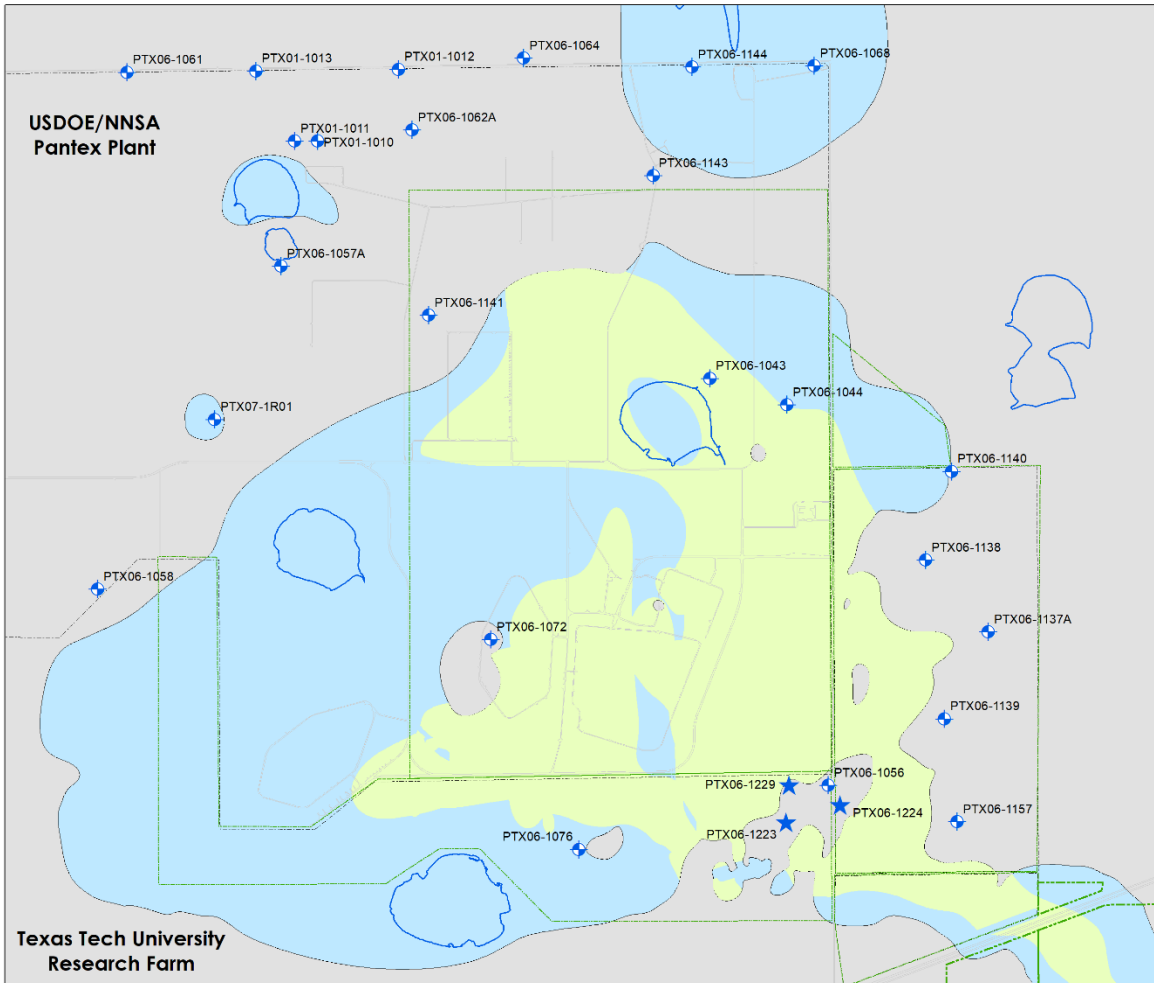 PTX06-1061
PTX01-1013
PTX01-1012
PTX06-1064
PTX06-1144
PTX06-1068
USDOE/NNSA
Pantex Plant
PTX01-1011
PTX01-1010
PTX06-1062A
PTX06-1143
PTX06-1057A
PTX06-1141
PTX06-1043
PTX06-1044
PTX07-1R01
PTX06-1140
PTX06-1138
PTX06-1058
PTX06-1072
PTX06-1137A
PTX06-1139
PTX06-1229
PTX06-1056
PTX06-1224
PTX06-1223
PTX06-1157
PTX06-1076
Texas Tech University
Research Farm